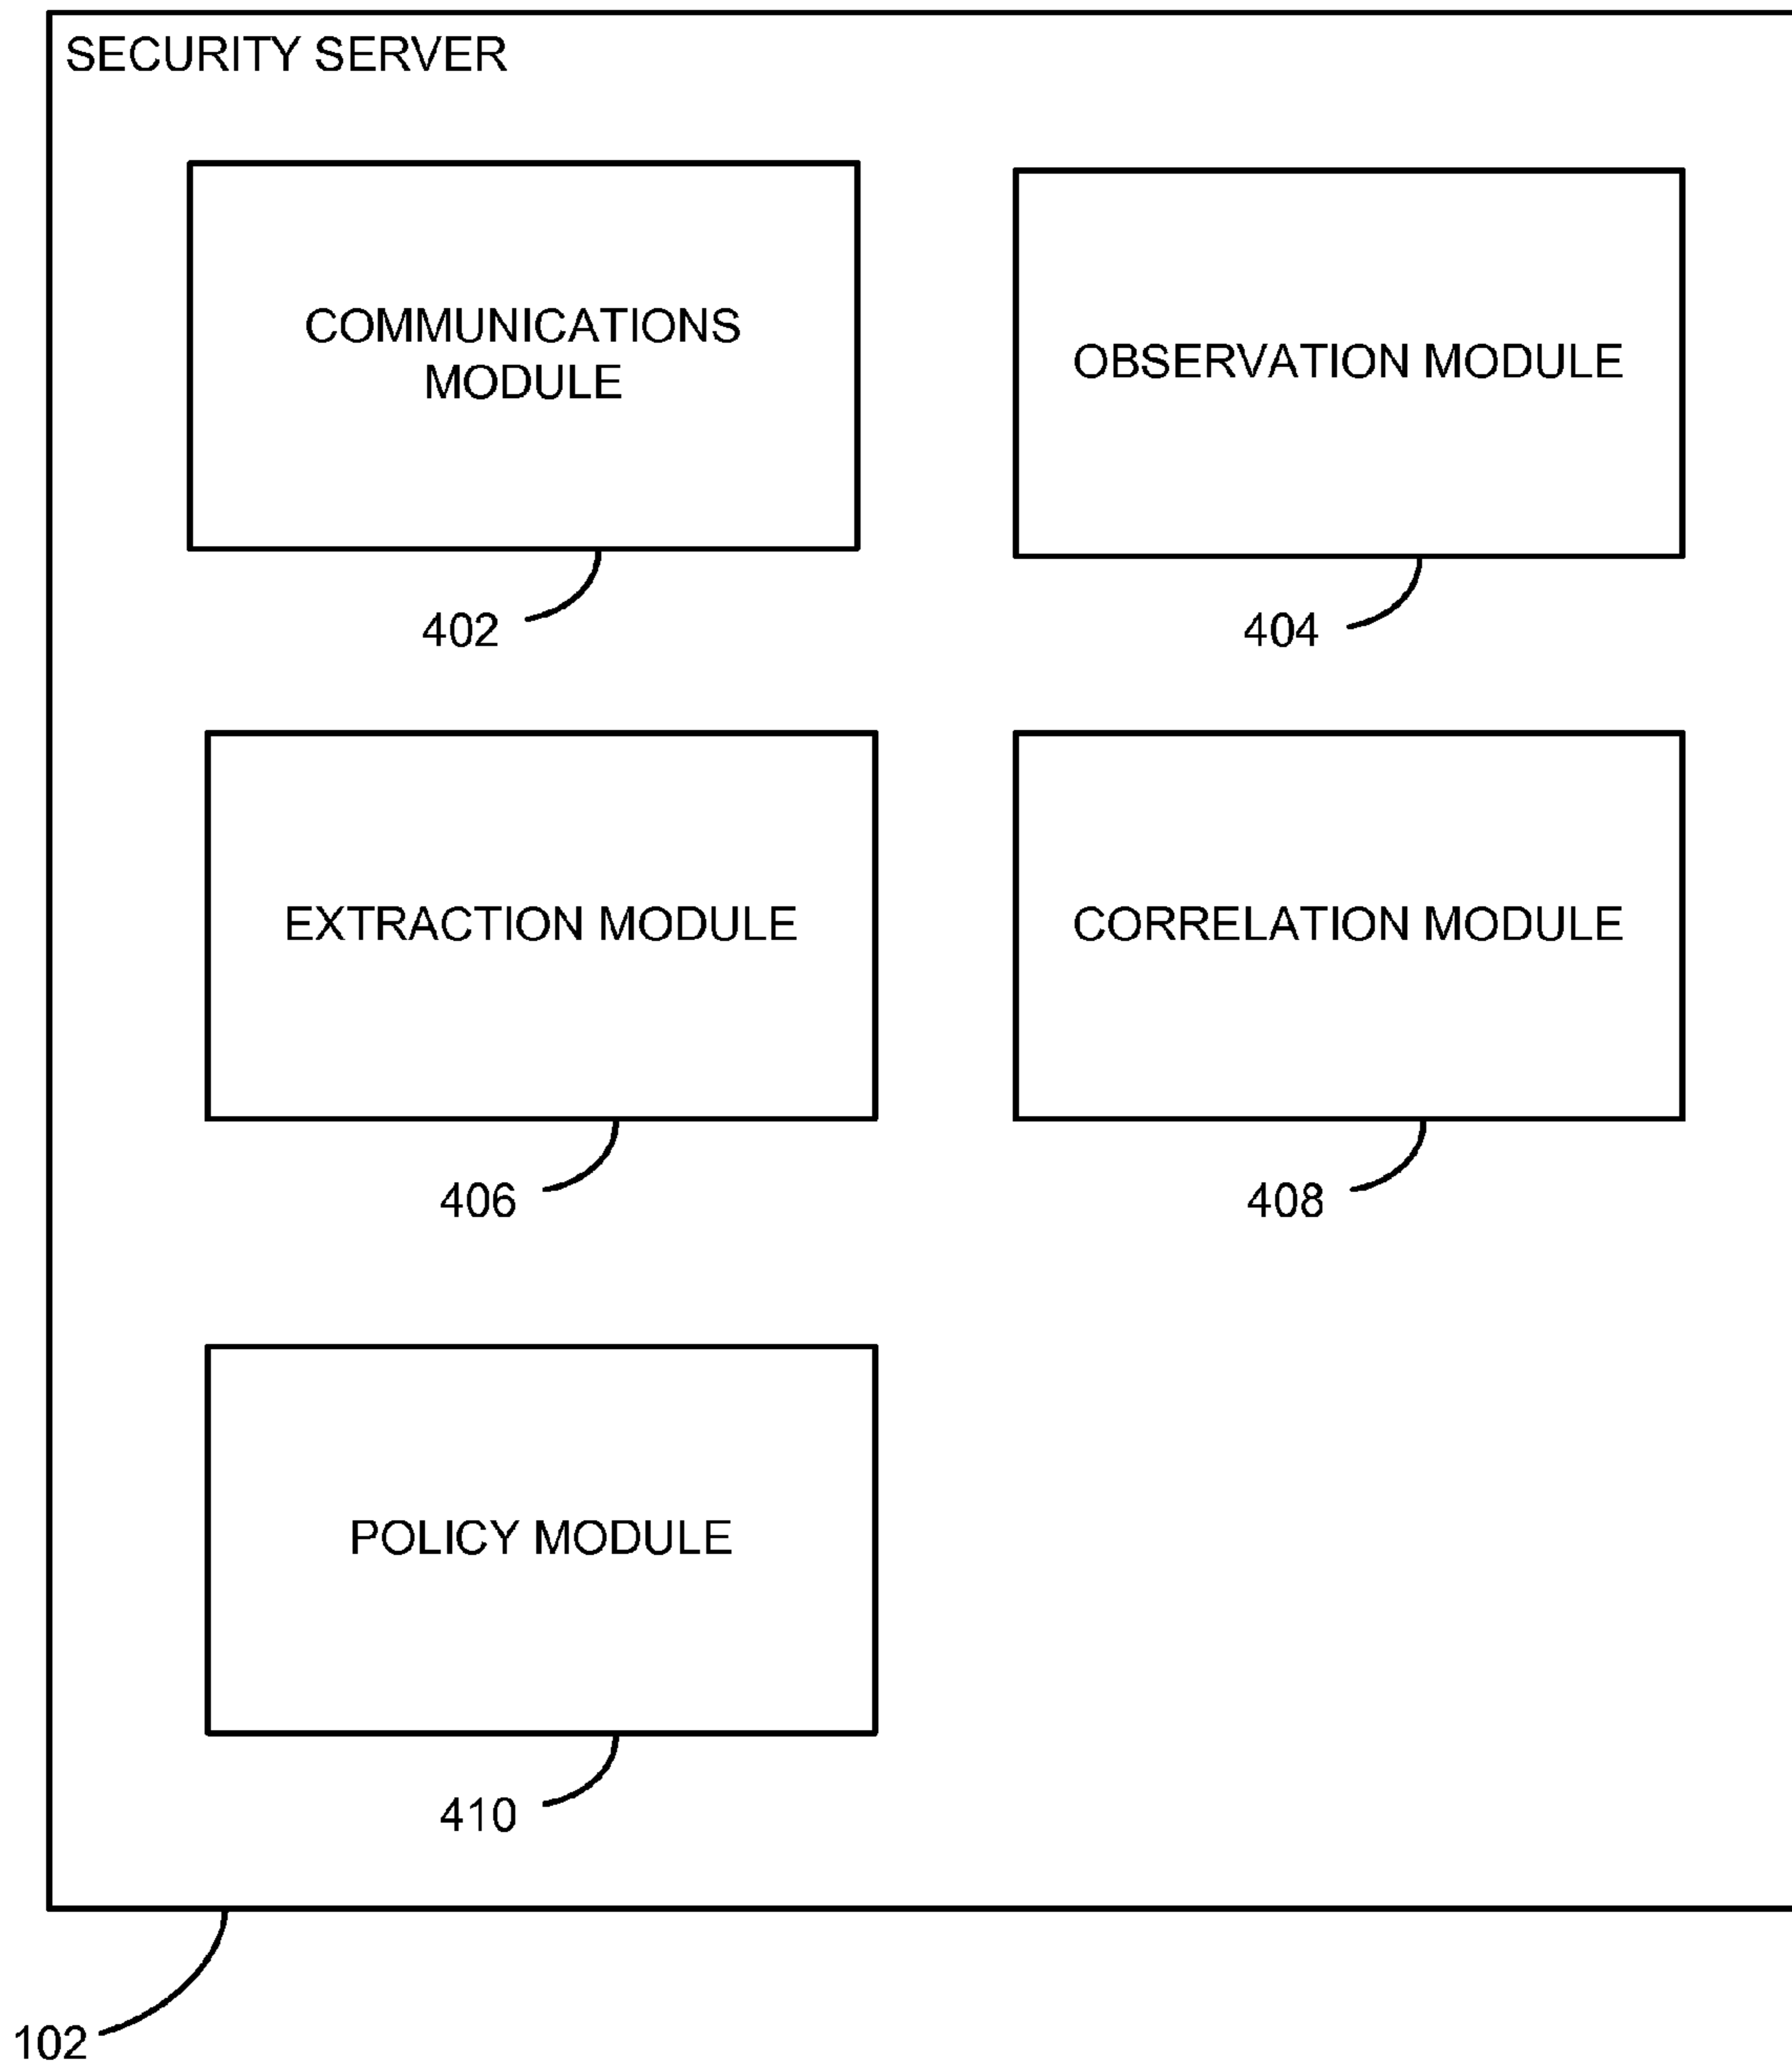 SECURITY SERVER
COMMUNICATIONS
MODULE
402
OBSERVATION MODULE
404
EXTRACTION MODULE
406
CORRELATION MODULE
408
POLICY MODULE
410
102